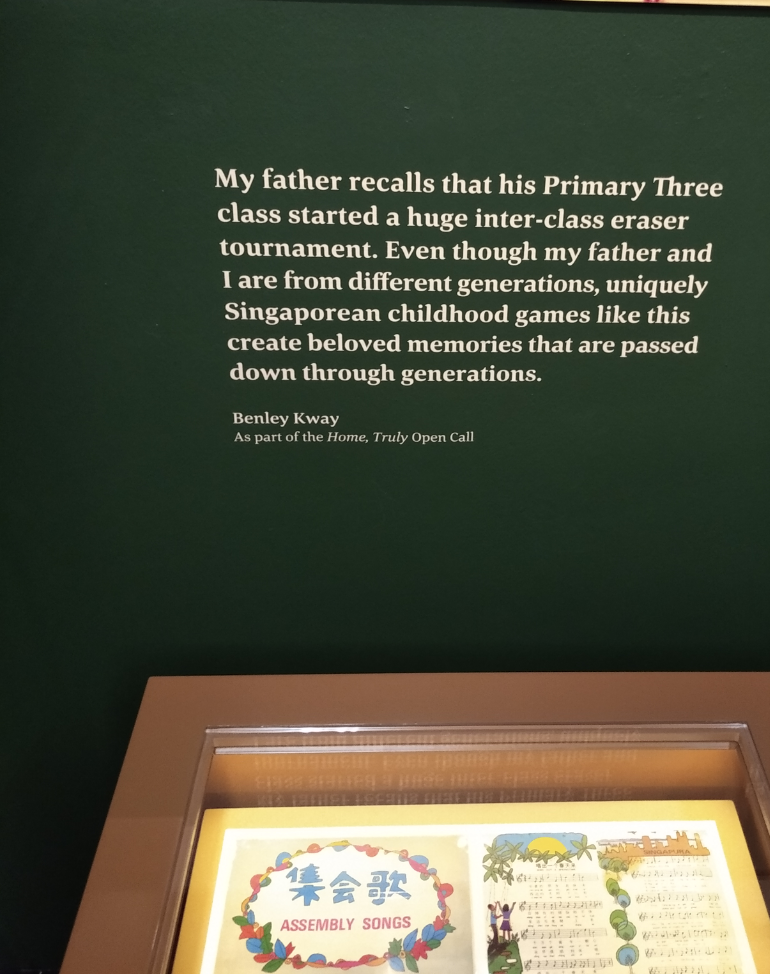 My father recalls that his Primary Three
class started a huge inter-class eraser
tournament. Even though my father and
I are from different generations, uniquely
Singaporean childhood games like this
create beloved memories that are passed
down through generations.
Benley Kway
As part of the Home, Truly Open Call
集会歌
ASSEMBLY SONGS